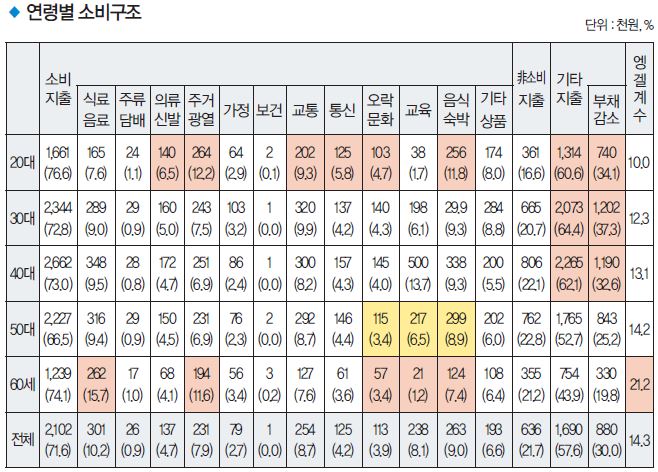 ◆ 연령별 소비구조
단위 : 천원, %
소비 지출 식료 음료 주류 담배 의류 신발 주거 광열 가정 보건 교통 통신 오락 문화 교육 음식 숙박 기타 상품 非소비 지출 기타 지출 부채 감소 엥겔계수
20대 1,661 165 24 140 264 64 2 202 125 103 38 256 174 361 1,314 740 10.0
(76.6) (7.6) (1.1) (6.5) (12.2) (2.9) (0.1) (9.3) (5.8) (4.7) (1.7) (11.8) (8.0) (16.6) (60.6) (34.1)
30대 2,344 289 29 160 243 103 1 320 137 140 198 29.9 284 665 2,073 1,202 12.3
(72.8) (9.0) (0.9) (5.0) (7.5) (3.2) (0.0) (9.9) (4.2) (4.3) (6.1) (9.3) (8.8) (20.7) (64.4) (37.3)
40대 2,662 348 28 172 251 86 1 300 157 145 500 338 200 806 2,265 1,190 13.1
(73.0) (9.5) (0.8) (4.7) (6.9) (2.4) (0.0) (8.2) (4.3) (4.0) (13.7) (9.3) (5.5) (22.1) (62.1) (32.6)
50대 2,227 316 29 150 231 76 2 292 146 115 217 299 202 762 1,765 843 14.2
(66.5) (9.4) (0.9) (4.5) (6.9) (2.3) (0.0) (8.7) (4.4) (3.4) (6.5) (8.9) (6.0) (22.8) (52.7) (25.2)
60세 1,239 262 17 68 194 56 3 127 61 57 21 124 108 355 754 330 21.2
(74.1) (15.7) (1.0) (4.1) (11.6) (3.4) (0.2) (7.6) (3.6) (3.4) (1.2) (7.4) (6.4) (21.2) (43.9) (19.8)
전체 2,102 301 26 137 231 79 1 254 125 113 238 263 193 636 1,690 880 14.3
(71.6) (10.2) (0.9) (4.7) (7.9) (2.7) (0.0) (8.7) (4.2) (3.9) (8.1) (9.0) (6.6) (21.7) (57.6) (30.0)